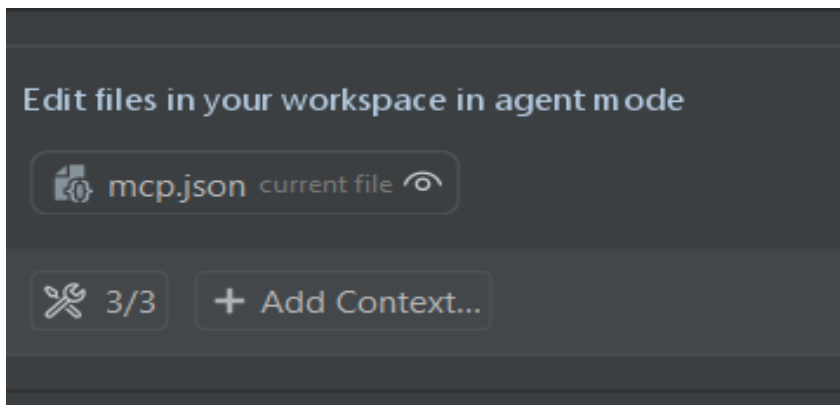 Edit files in your workspace in agent mode
mcp.json current file
3/3 + Add Context...